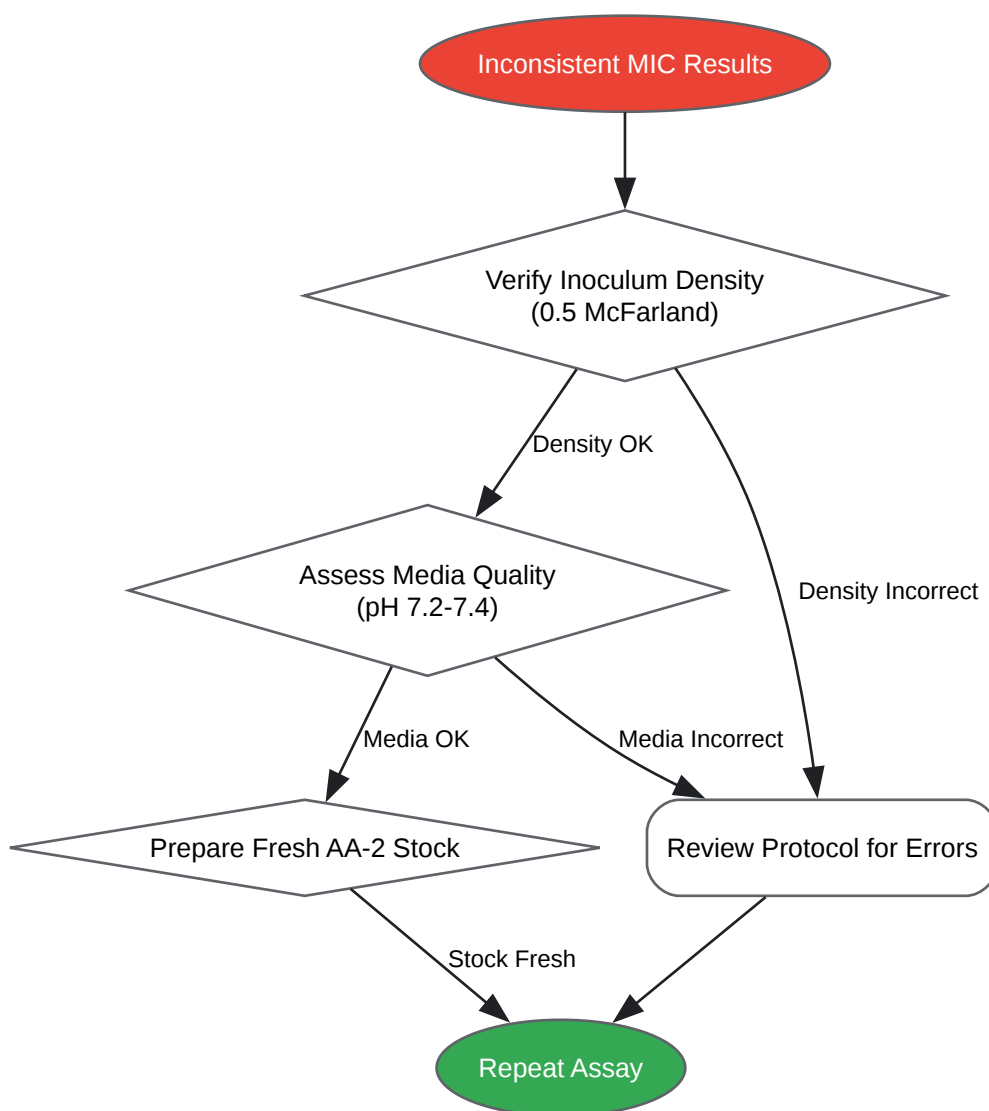 Inconsistent MIC Results
Verify Inoculum Density
(0.5 McFarland)
Density OK
Assess Media Quality
(pH 7.2-7.4)
Density Incorrect
Media OK
Media Incorrect
Prepare Fresh AA-2 Stock
Review Protocol for Errors
Stock Fresh
Repeat Assay